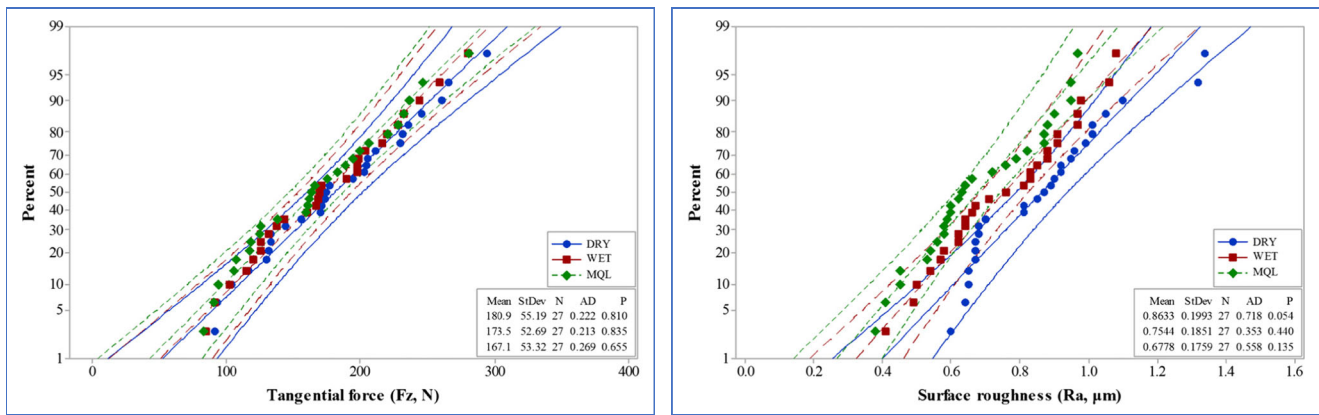 99
95
90
80
70
60
50
40
30
20
10
5
1
Percent
DRY
WET
MQL
Mean StDev N AD P
180.9 55.19 27 0.222 0.810
173.5 52.69 27 0.213 0.835
167.1 53.32 27 0.269 0.655
0 100 200 300 400
Tangential force (Fz, N)
99
95
90
80
70
60
50
40
30
20
10
5
1
Percent
DRY
WET
MQL
Mean StDev N AD P
0.8633 0.1993 27 0.718 0.054
0.7544 0.1851 27 0.353 0.440
0.6778 0.1759 27 0.558 0.135
0.0 0.2 0.4 0.6 0.8 1.0 1.2 1.4 1.6
Surface roughness (Ra, µm)